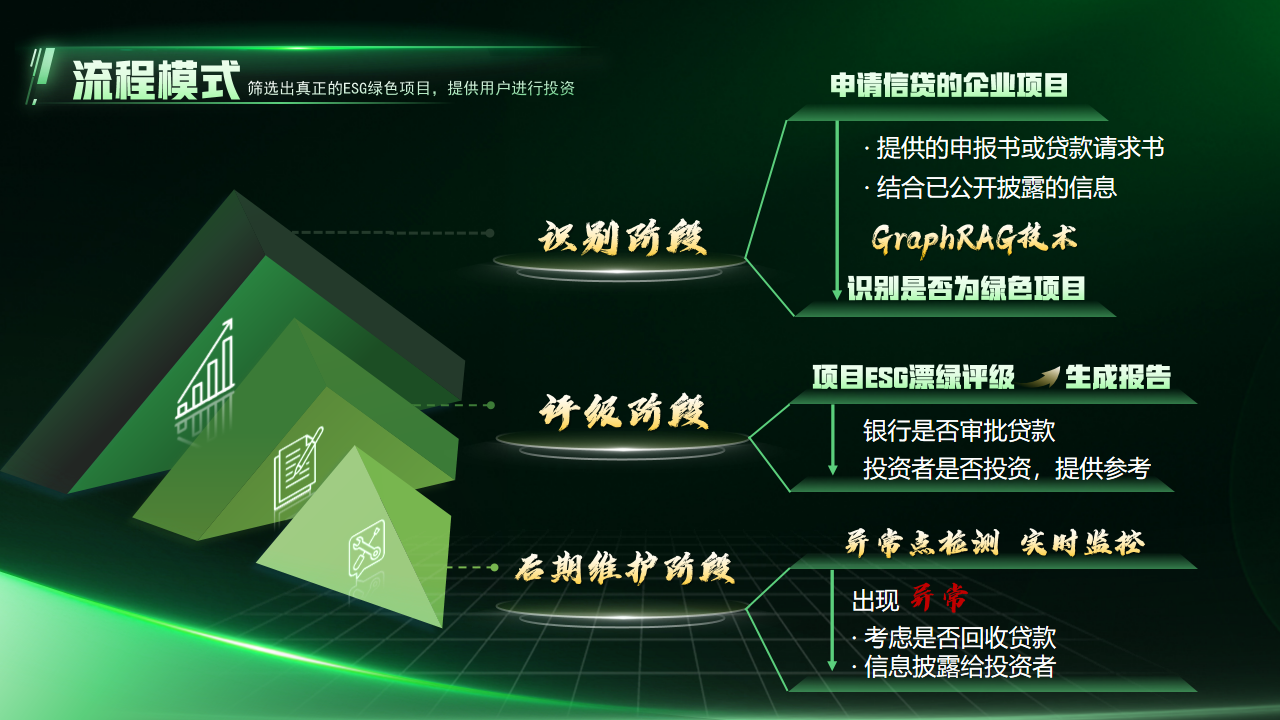 流程模式 筛选出真正的ESG绿色项目，提供用户进行投资
识别阶段
申请信贷的企业项目
· 提供的申报书或贷款请求书
· 结合已公开披露的信息
GraphRAG技术
识别是否为绿色项目
评级阶段
项目ESG漂绿评级 生成报告
银行是否审批贷款
投资者是否投资，提供参考
后期维护阶段
异常点检测 实时监控
出现 异常
· 考虑是否回收贷款
· 信息披露给投资者